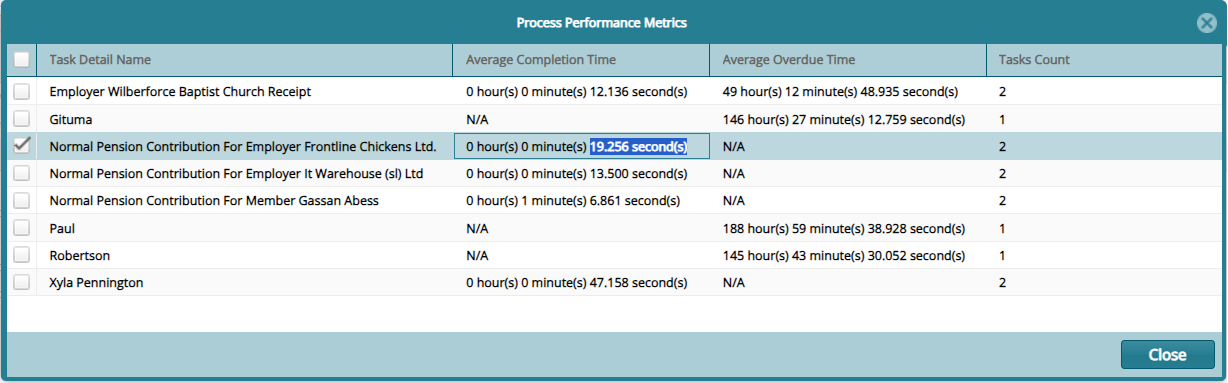 Process Performance Metrics
Task Detail Name Average Completion Time Average Overdue Time Tasks Count
Employer Wilberforce Baptist Church Receipt 0 hour(s) 0 minute(s) 12.136 second(s) 49 hour(s) 12 minute(s) 48.935 second(s) 2
Gituma N/A 146 hour(s) 27 minute(s) 12.759 second(s) 1
Normal Pension Contribution For Employer Frontline Chickens Ltd. 0 hour(s) 0 minute(s) 19.256 second(s) N/A 2
Normal Pension Contribution For Employer It Warehouse (sl) Ltd 0 hour(s) 0 minute(s) 13.500 second(s) N/A 2
Normal Pension Contribution For Member Gassan Abess 0 hour(s) 1 minute(s) 6.861 second(s) N/A 2
Paul N/A 188 hour(s) 59 minute(s) 38.928 second(s) 1
Robertson N/A 145 hour(s) 43 minute(s) 30.052 second(s) 1
Xyla Pennington 0 hour(s) 0 minute(s) 47.158 second(s) N/A 2
Close